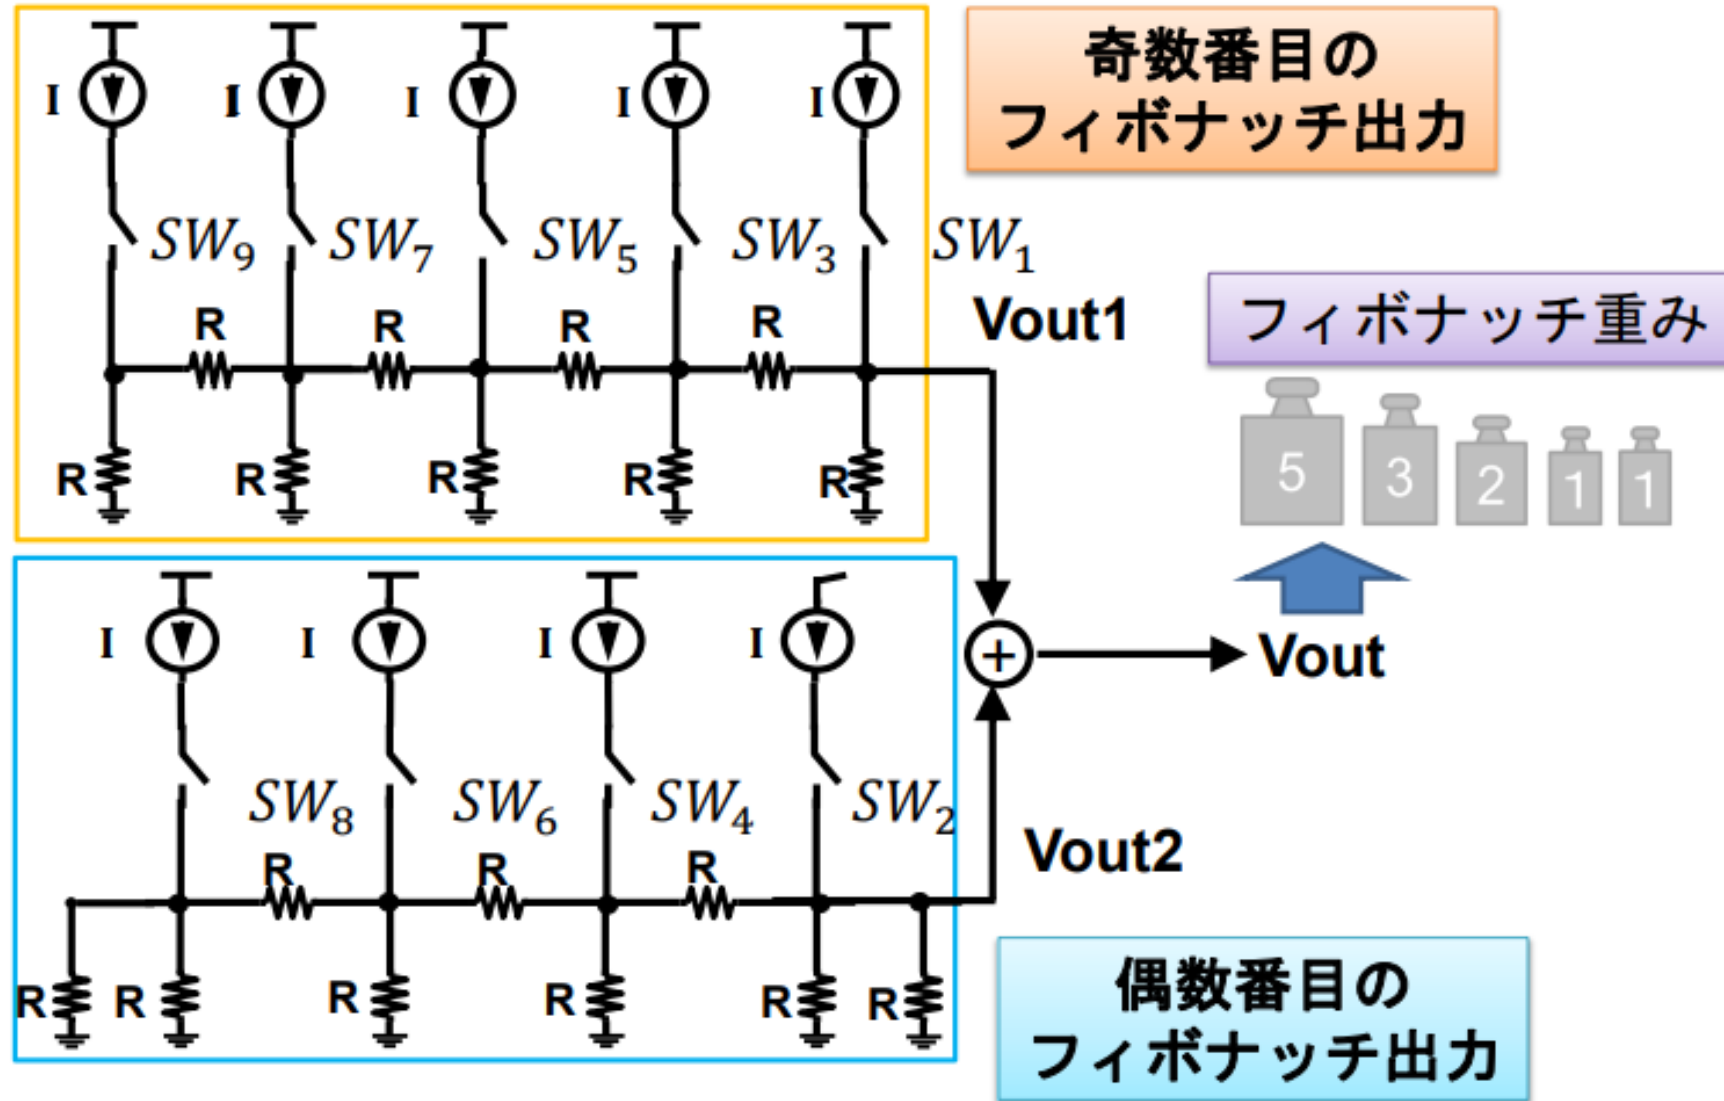 I I I I I
奇数番目の
フィボナッチ出力
SW₉ SW₇ SW₅ SW₃ SW₁
R R R R
Vout1
フィボナッチ重み
R R R R R
5 3 2 1 1
I I I I
+
Vout
SW₈ SW₆ SW₄ SW₂
R R R
Vout2
R R R R R R
偶数番目の
フィボナッチ出力